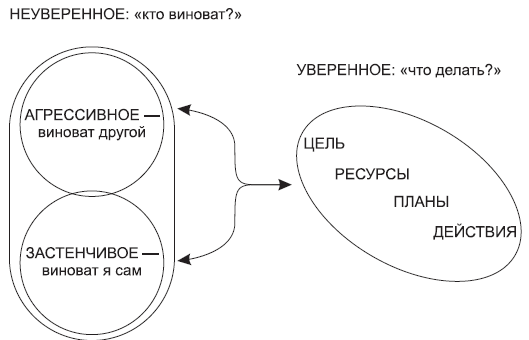 НЕУВЕРЕННОЕ: «кто виноват?»
АГРЕССИВНОЕ —
виноват другой
ЗАСТЕНЧИВОЕ —
виноват я сам
УВЕРЕННОЕ: «что делать?»
ЦЕЛЬ
РЕСУРСЫ
ПЛАНЫ
ДЕЙСТВИЯ